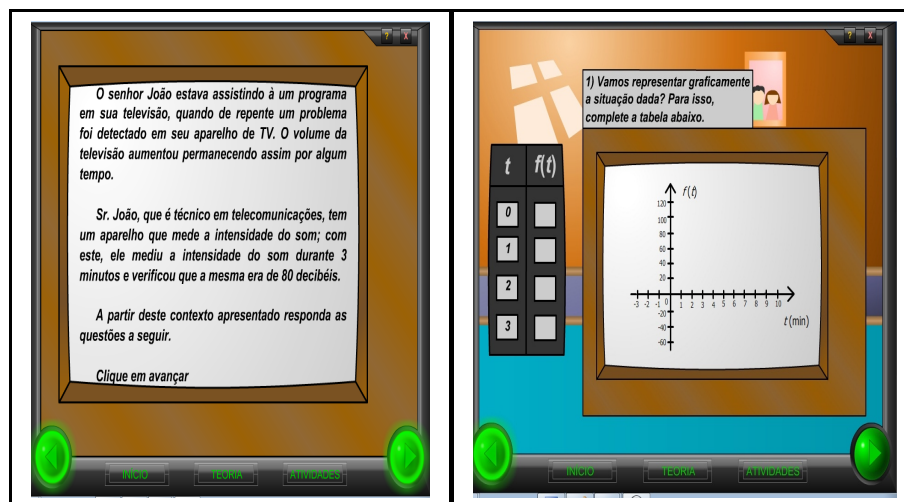 ? X
O senhor João estava assistindo à um programa
em sua televisão, quando de repente um problema
foi detectado em seu aparelho de TV. O volume da
televisão aumentou permanecendo assim por algum
tempo.
Sr. João, que é técnico em telecomunicações, tem
um aparelho que mede a intensidade do som; com
este, ele mediu a intensidade do som durante 3
minutos e verificou que a mesma era de 80 decibéis.
A partir deste contexto apresentado responda as
questões a seguir.
Clique em avançar
INÍCIO TEORIA ATIVIDADES
? X
1) Vamos representar graficamente
a situação dada? Para isso,
complete a tabela abaixo.
t f(t)
0
1
2
3
f(t)
120
100
80
60
40
20
-3 -2 -1 0 1 2 3 4 5 6 7 8 9 10
t(min)
-20
-40
-60
INÍCIO TEORIA ATIVIDADES